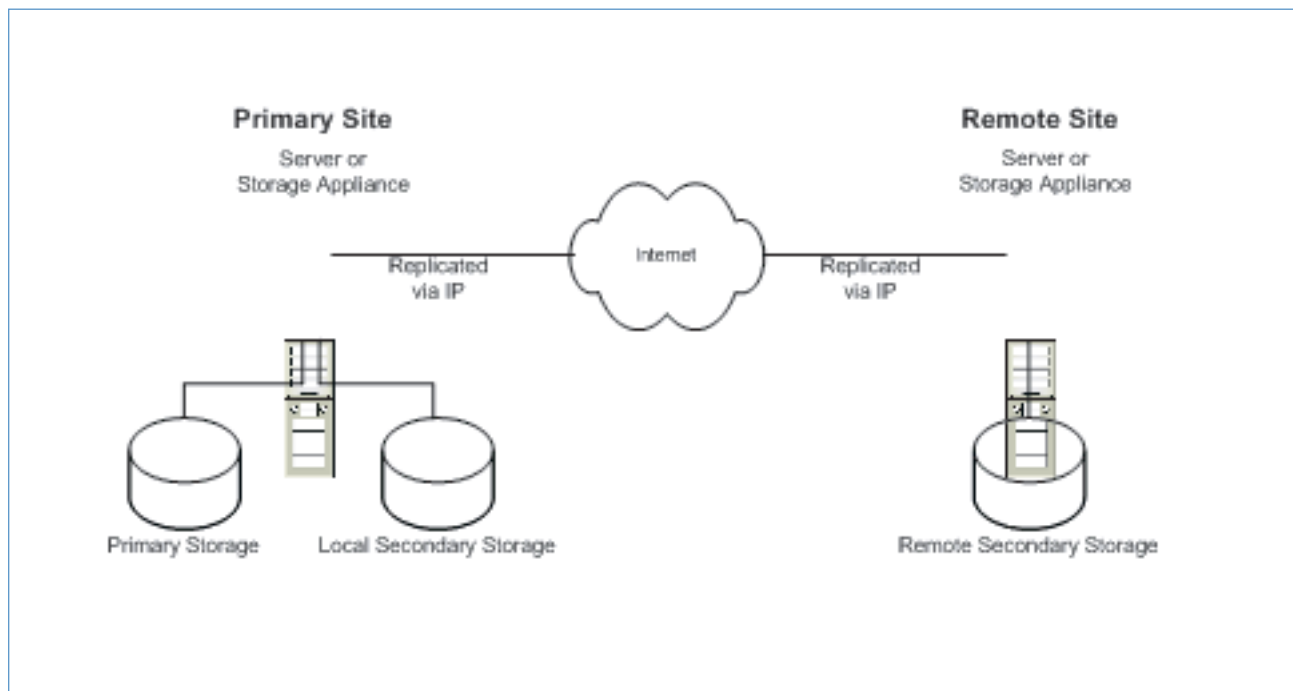 Primary Site
Server or
Storage Appliance
Remote Site
Server or
Storage Appliance
Internet
Replicated
via IP
Replicated
via IP
Primary Storage
Local Secondary Storage
Remote Secondary Storage